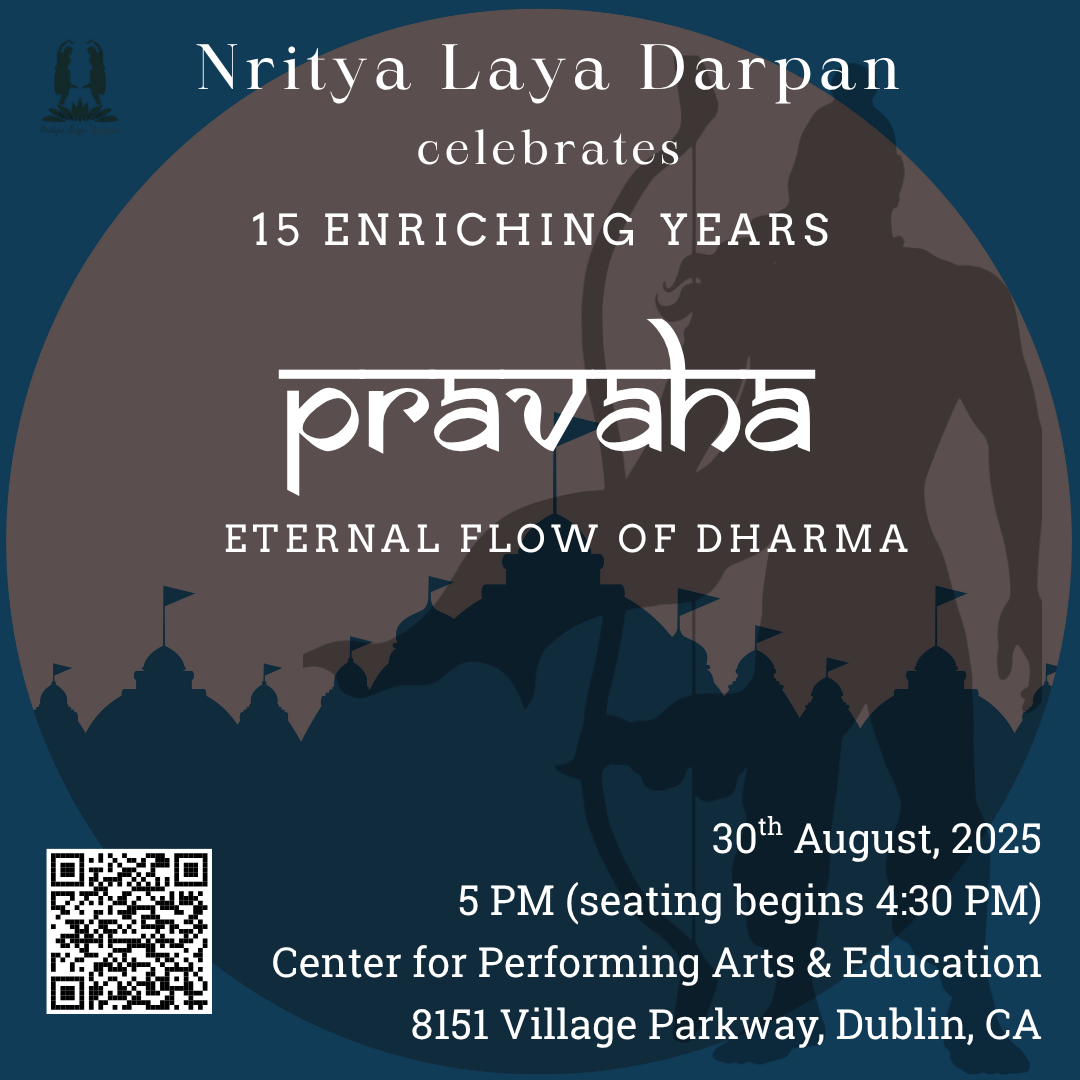 Nritya Laya Darpan
celebrates
15 ENRICHING YEARS
pravaha
ETERNAL FLOW OF DHARMA
30th August, 2025
5 PM (seating begins 4:30 PM)
Center for Performing Arts & Education
8151 Village Parkway, Dublin, CA